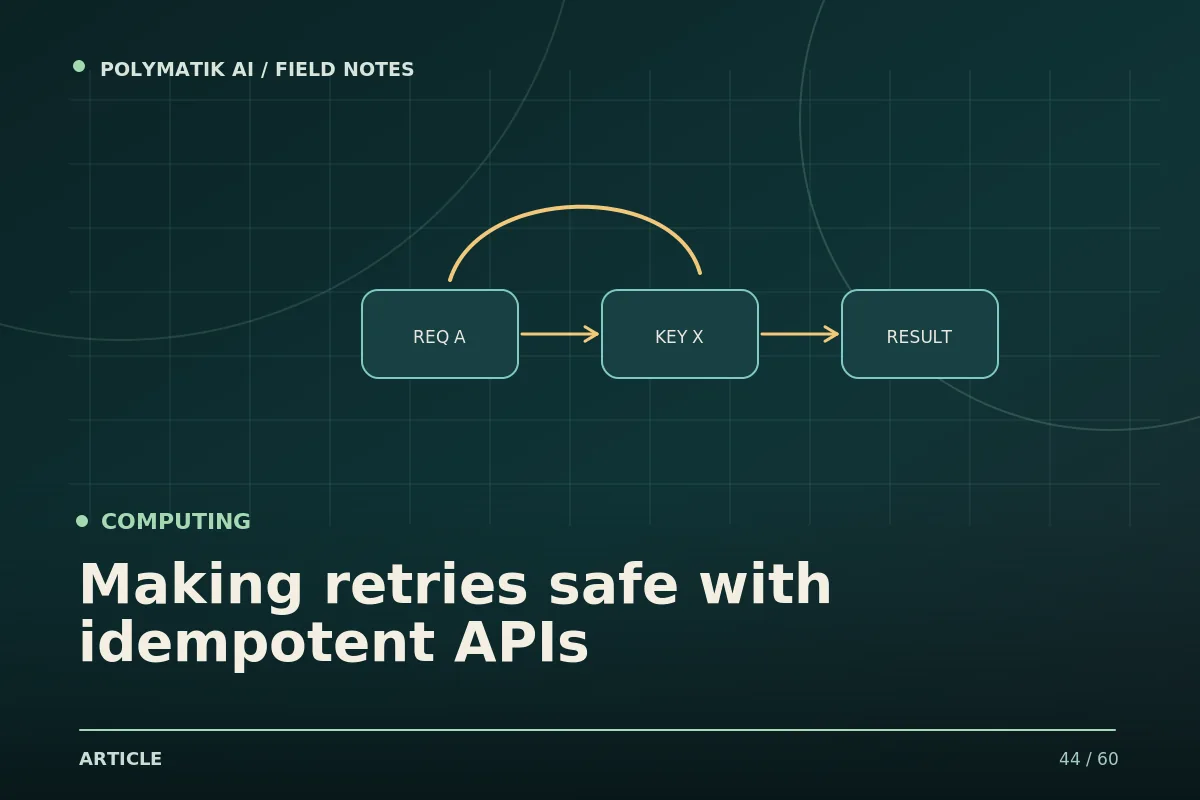 POLYMATIK AI / FIELD NOTES
REQ A
KEY X
RESULT
COMPUTING
Making retries safe with
idempotent APIs
ARTICLE
44 / 60